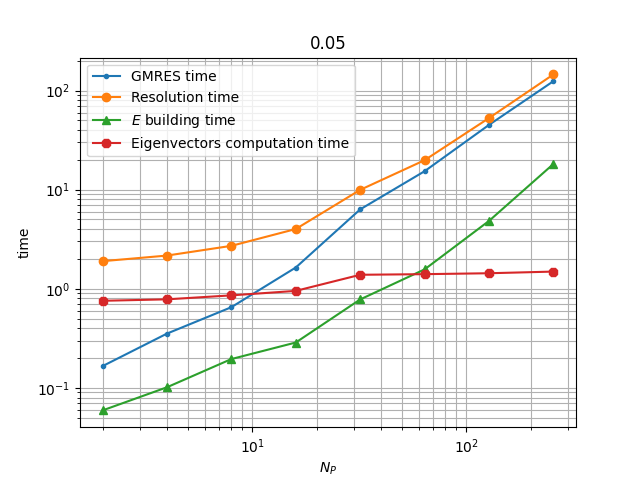 0.05
GMRES time
Resolution time
E building time
Eigenvectors computation time
time
10²
10¹
10⁰
10⁻¹
10¹
10²
N_P